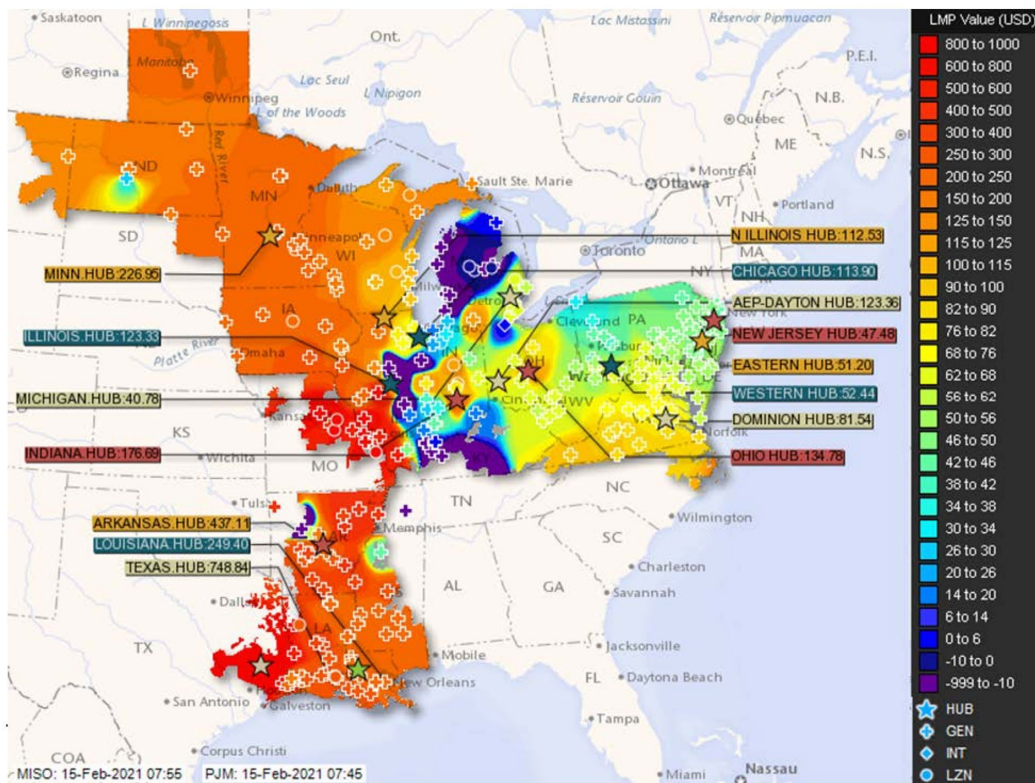 Saskatoon
L Winnipegosis
Ont.
Lac Mistassini
Réservoir Pipmuacan
Regina
L Manitoba
Winnipeg
L of the Woods
Lac Seul
L Nipigon
Réservoir Gouin
Québec
P.E.I.
N.B.
N.S.
ME
Red River
ND
MN
Duluth
Sault Ste. Marie
Ottawa
Montréal
VT
NH
Portland
SD
WI
Toronto
Ontario L
MA
NY
N ILLINOIS HUB:112.53
CHICAGO HUB:113.90
MINN.HUB:226.95
Detroit
AEP-DAYTON HUB:123.36
IA
Cleveland
PA
New York
NEW JERSEY HUB:47.48
ILLINOIS.HUB:123.33
Platte River
Omaha
IN
OH
EASTERN HUB:51.20
WESTERN HUB:52.44
MICHIGAN.HUB:40.78
WV
DOMINION HUB:81.54
Norfolk
KS
MO
KY
INDIANA.HUB:176.69
Wichita
OHIO HUB:134.78
TN
NC
ARKANSAS.HUB:437.11
Memphis
Wilmington
LOUISIANA.HUB:249.40
SC
TEXAS.HUB:748.84
AL
GA
Charleston
Savannah
TX
LA
Mobile
Jacksonville
New Orleans
FL
Daytona Beach
San Antonio
Galveston
Tampa
Corpus Christi
COA
Miami
Nassau
MISO: 15-Feb-2021 07:55
PJM: 15-Feb-2021 07:45
LMP Value (USD)
800 to 1000
600 to 800
500 to 600
400 to 500
300 to 400
250 to 300
200 to 250
150 to 200
125 to 150
115 to 125
100 to 115
90 to 100
82 to 90
76 to 82
68 to 76
62 to 68
56 to 62
50 to 56
46 to 50
42 to 46
38 to 42
34 to 38
30 to 34
26 to 30
20 to 26
14 to 20
6 to 14
0 to 6
-10 to 0
-999 to -10
HUB
GEN
INT
LZN